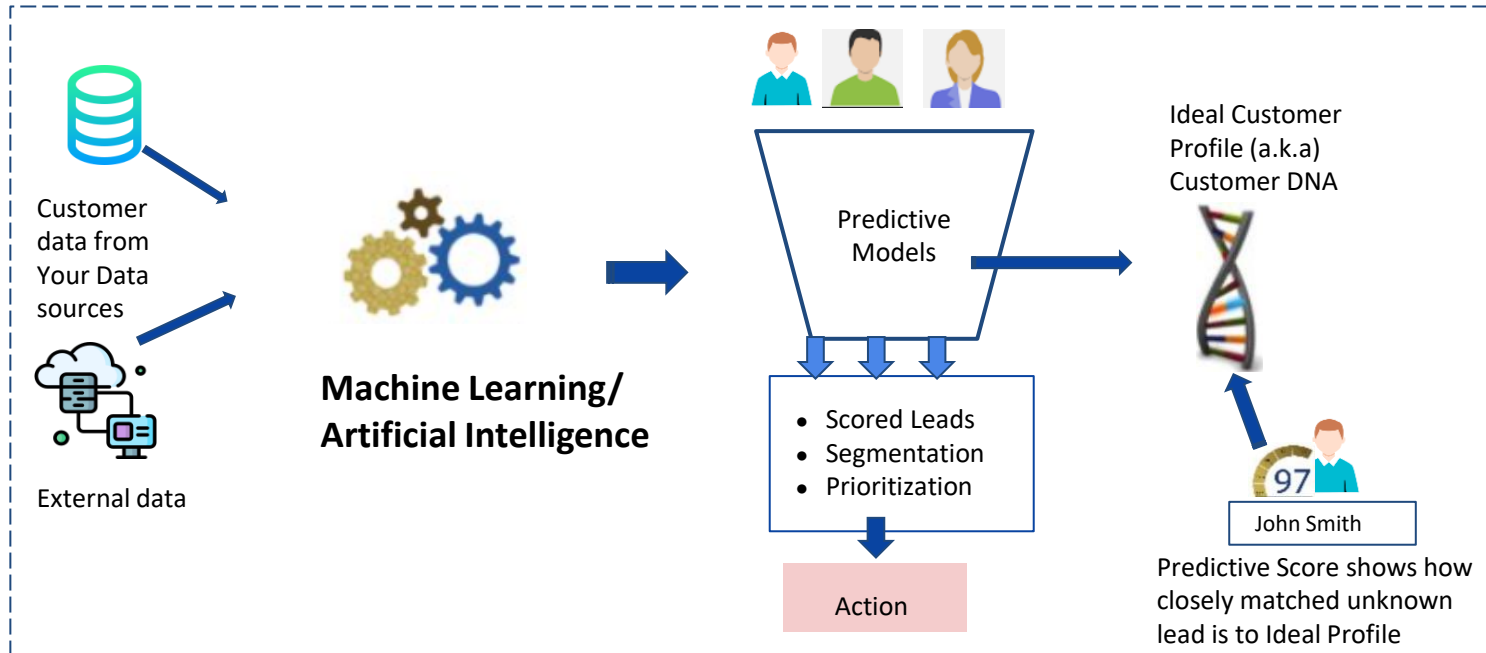 Customer
data from
Your Data
sources
External data
Machine Learning/
Artificial Intelligence
Predictive
Models
• Scored Leads
• Segmentation
• Prioritization
Action
Ideal Customer
Profile (a.k.a)
Customer DNA
97
John Smith
Predictive Score shows how
closely matched unknown
lead is to Ideal Profile